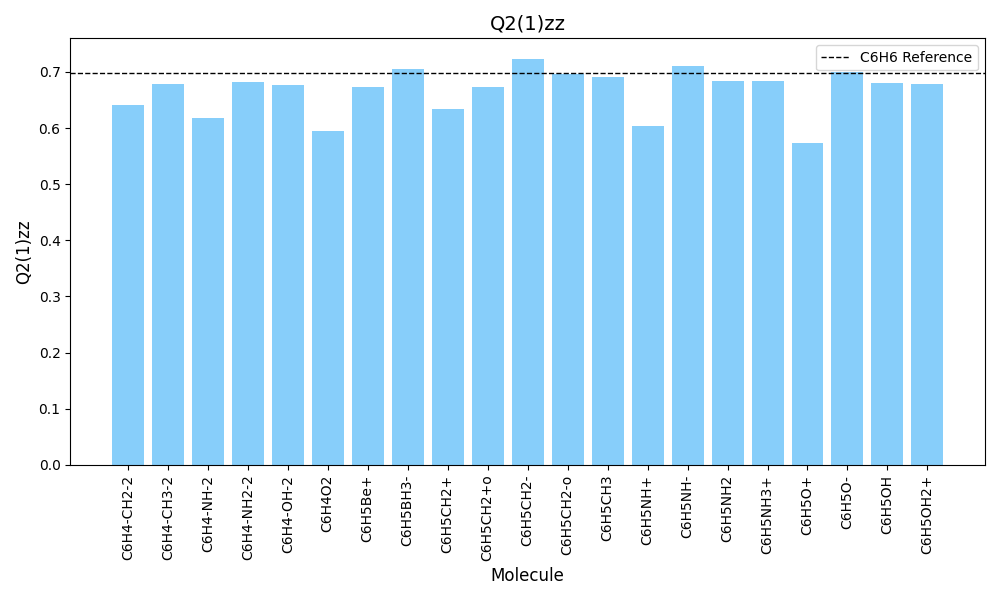 Q2(1)zz
C6H6 Reference
Q2(1)zz
0.7
0.6
0.5
0.4
0.3
0.2
0.1
0.0
C6H4-CH2-2
C6H4-CH3-2
C6H4-NH-2
C6H4-NH2-2
C6H4-OH-2
C6H4O2
C6H5Be+
C6H5BH3-
C6H5CH2+
C6H5CH2+o
C6H5CH2-
C6H5CH2-o
C6H5CH3
C6H5NH+
C6H5NH-
C6H5NH2
C6H5NH3+
C6H5O+
C6H5O-
C6H5OH
C6H5OH2+
Molecule